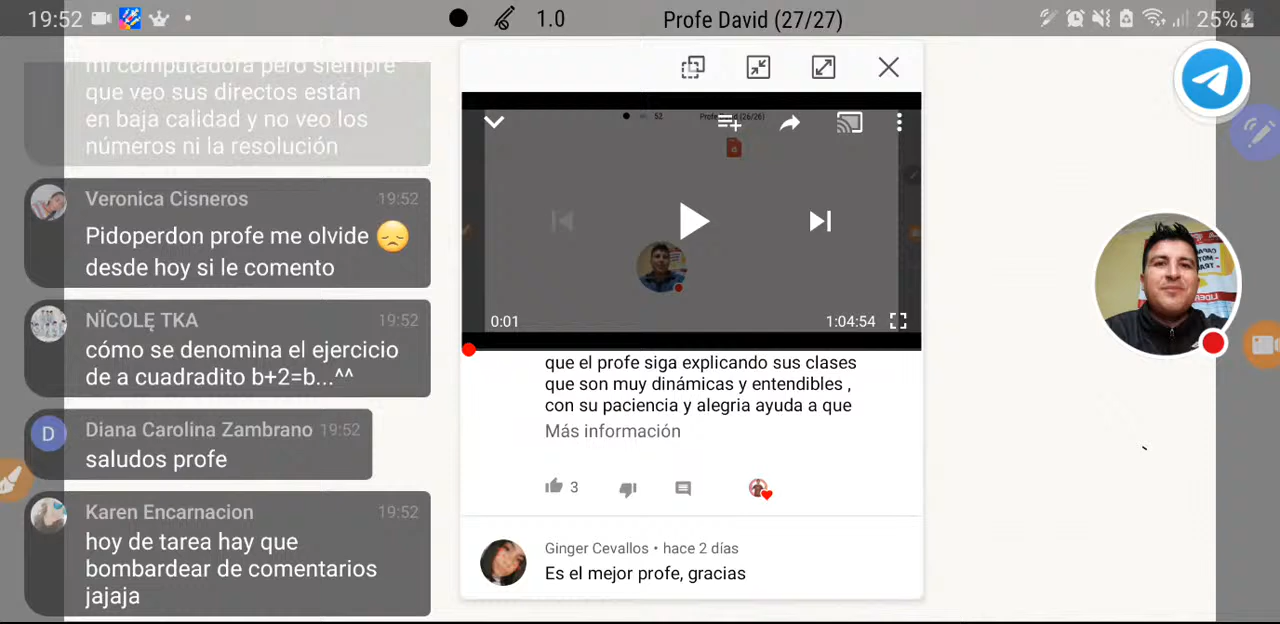 19:52
1.0
Profe David (27/27)
25%
mi computadora pero siempre
que veo sus directos están
en baja calidad y no veo los
números ni la resolución
Veronica Cisneros 19:52
Pidoperdon profe me olvide 😞
desde hoy si le comento
NÏCOLĘ TKA 19:52
cómo se denomina el ejercicio
de a cuadradito b+2=b...^^
D
Diana Carolina Zambrano 19:52
saludos profe
Karen Encarnacion 19:52
hoy de tarea hay que
bombardear de comentarios
jajaja
52
(26/26)
0:01
1:04:54
que el profe siga explicando sus clases
que son muy dinámicas y entendibles ,
con su paciencia y alegria ayuda a que
Más información
3
Ginger Cevallos • hace 2 días
Es el mejor profe, gracias